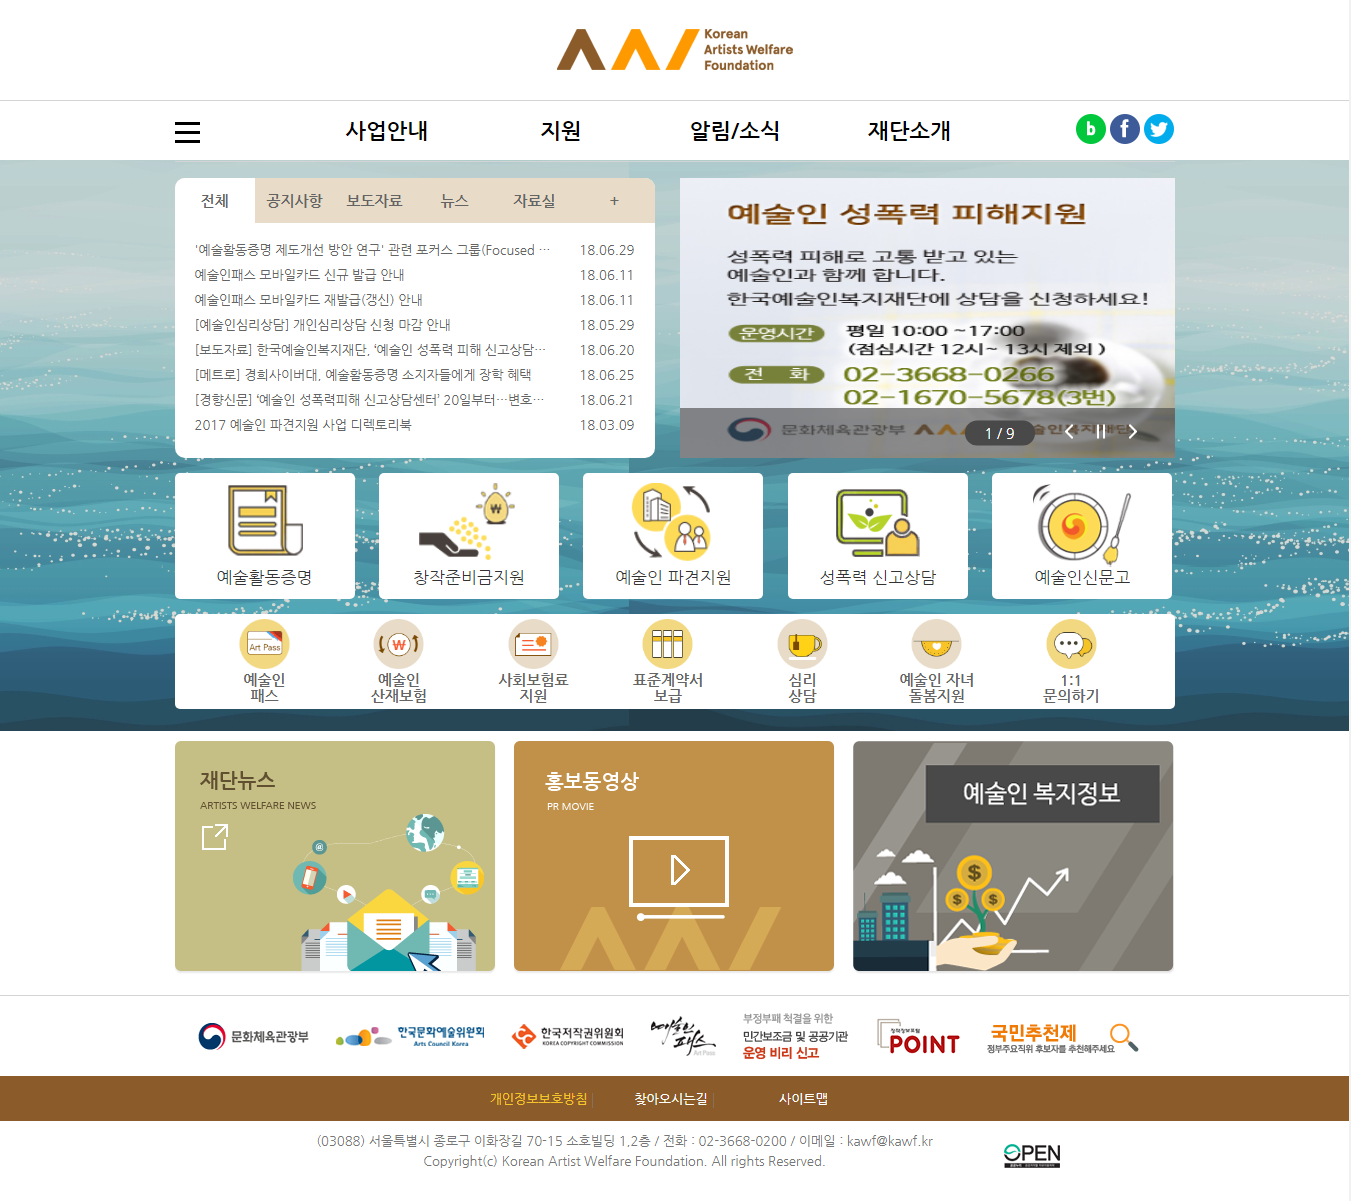 Korean
Artists Welfare
Foundation
사업안내
지원
알림/소식
재단소개
전체
공지사항
보도자료
뉴스
자료실
+
'예술활동증명 제도개선 방안 연구' 관련 포커스 그룹(Focused … 18.06.29
예술인패스 모바일카드 신규 발급 안내 18.06.11
예술인패스 모바일카드 재발급(갱신) 안내 18.06.11
[예술인심리상담] 개인심리상담 신청 마감 안내 18.05.29
[보도자료] 한국예술인복지재단, ‘예술인 성폭력 피해 신고상담… 18.06.20
[메트로] 경희사이버대, 예술활동증명 소지자들에게 장학 혜택 18.06.25
[경향신문] ‘예술인 성폭력피해 신고상담센터’ 20일부터…변호… 18.06.21
2017 예술인 파견지원 사업 디렉토리북 18.03.09
예술인 성폭력 피해지원
성폭력 피해로 고통 받고 있는
예술인과 함께 합니다.
한국예술인복지재단에 상담을 신청하세요!
운영시간 평일 10:00 ~17:00
(점심시간 12시~ 13시 제외 )
전 화 02-3668-0266
02-1670-5678(3번)
문화체육관광부
1 / 9
예술활동증명
창작준비금지원
예술인 파견지원
성폭력 신고상담
예술인신문고
Art Pass
예술인
패스
예술인
산재보험
사회보험료
지원
표준계약서
보급
심리
상담
예술인 자녀
돌봄지원
1:1
문의하기
재단뉴스
ARTISTS WELFARE NEWS
홍보동영상
PR MOVIE
예술인 복지정보
문화체육관광부
한국문화예술위원회
Arts Council Korea
한국저작권위원회
KOREA COPYRIGHT COMMISSION
예술인패스
Art Pass
부정부패 척결을 위한
민간보조금 및 공공기관
운영 비리 신고
POINT
국민추천제
정부주요직위 후보자를 추천해주세요
개인정보보호방침
찾아오시는길
사이트맵
(03088) 서울특별시 종로구 이화장길 70-15 소호빌딩 1,2층 / 전화 : 02-3668-0200 / 이메일 : kawf@kawf.kr
Copyright(c) Korean Artist Welfare Foundation. All rights Reserved.
OPEN